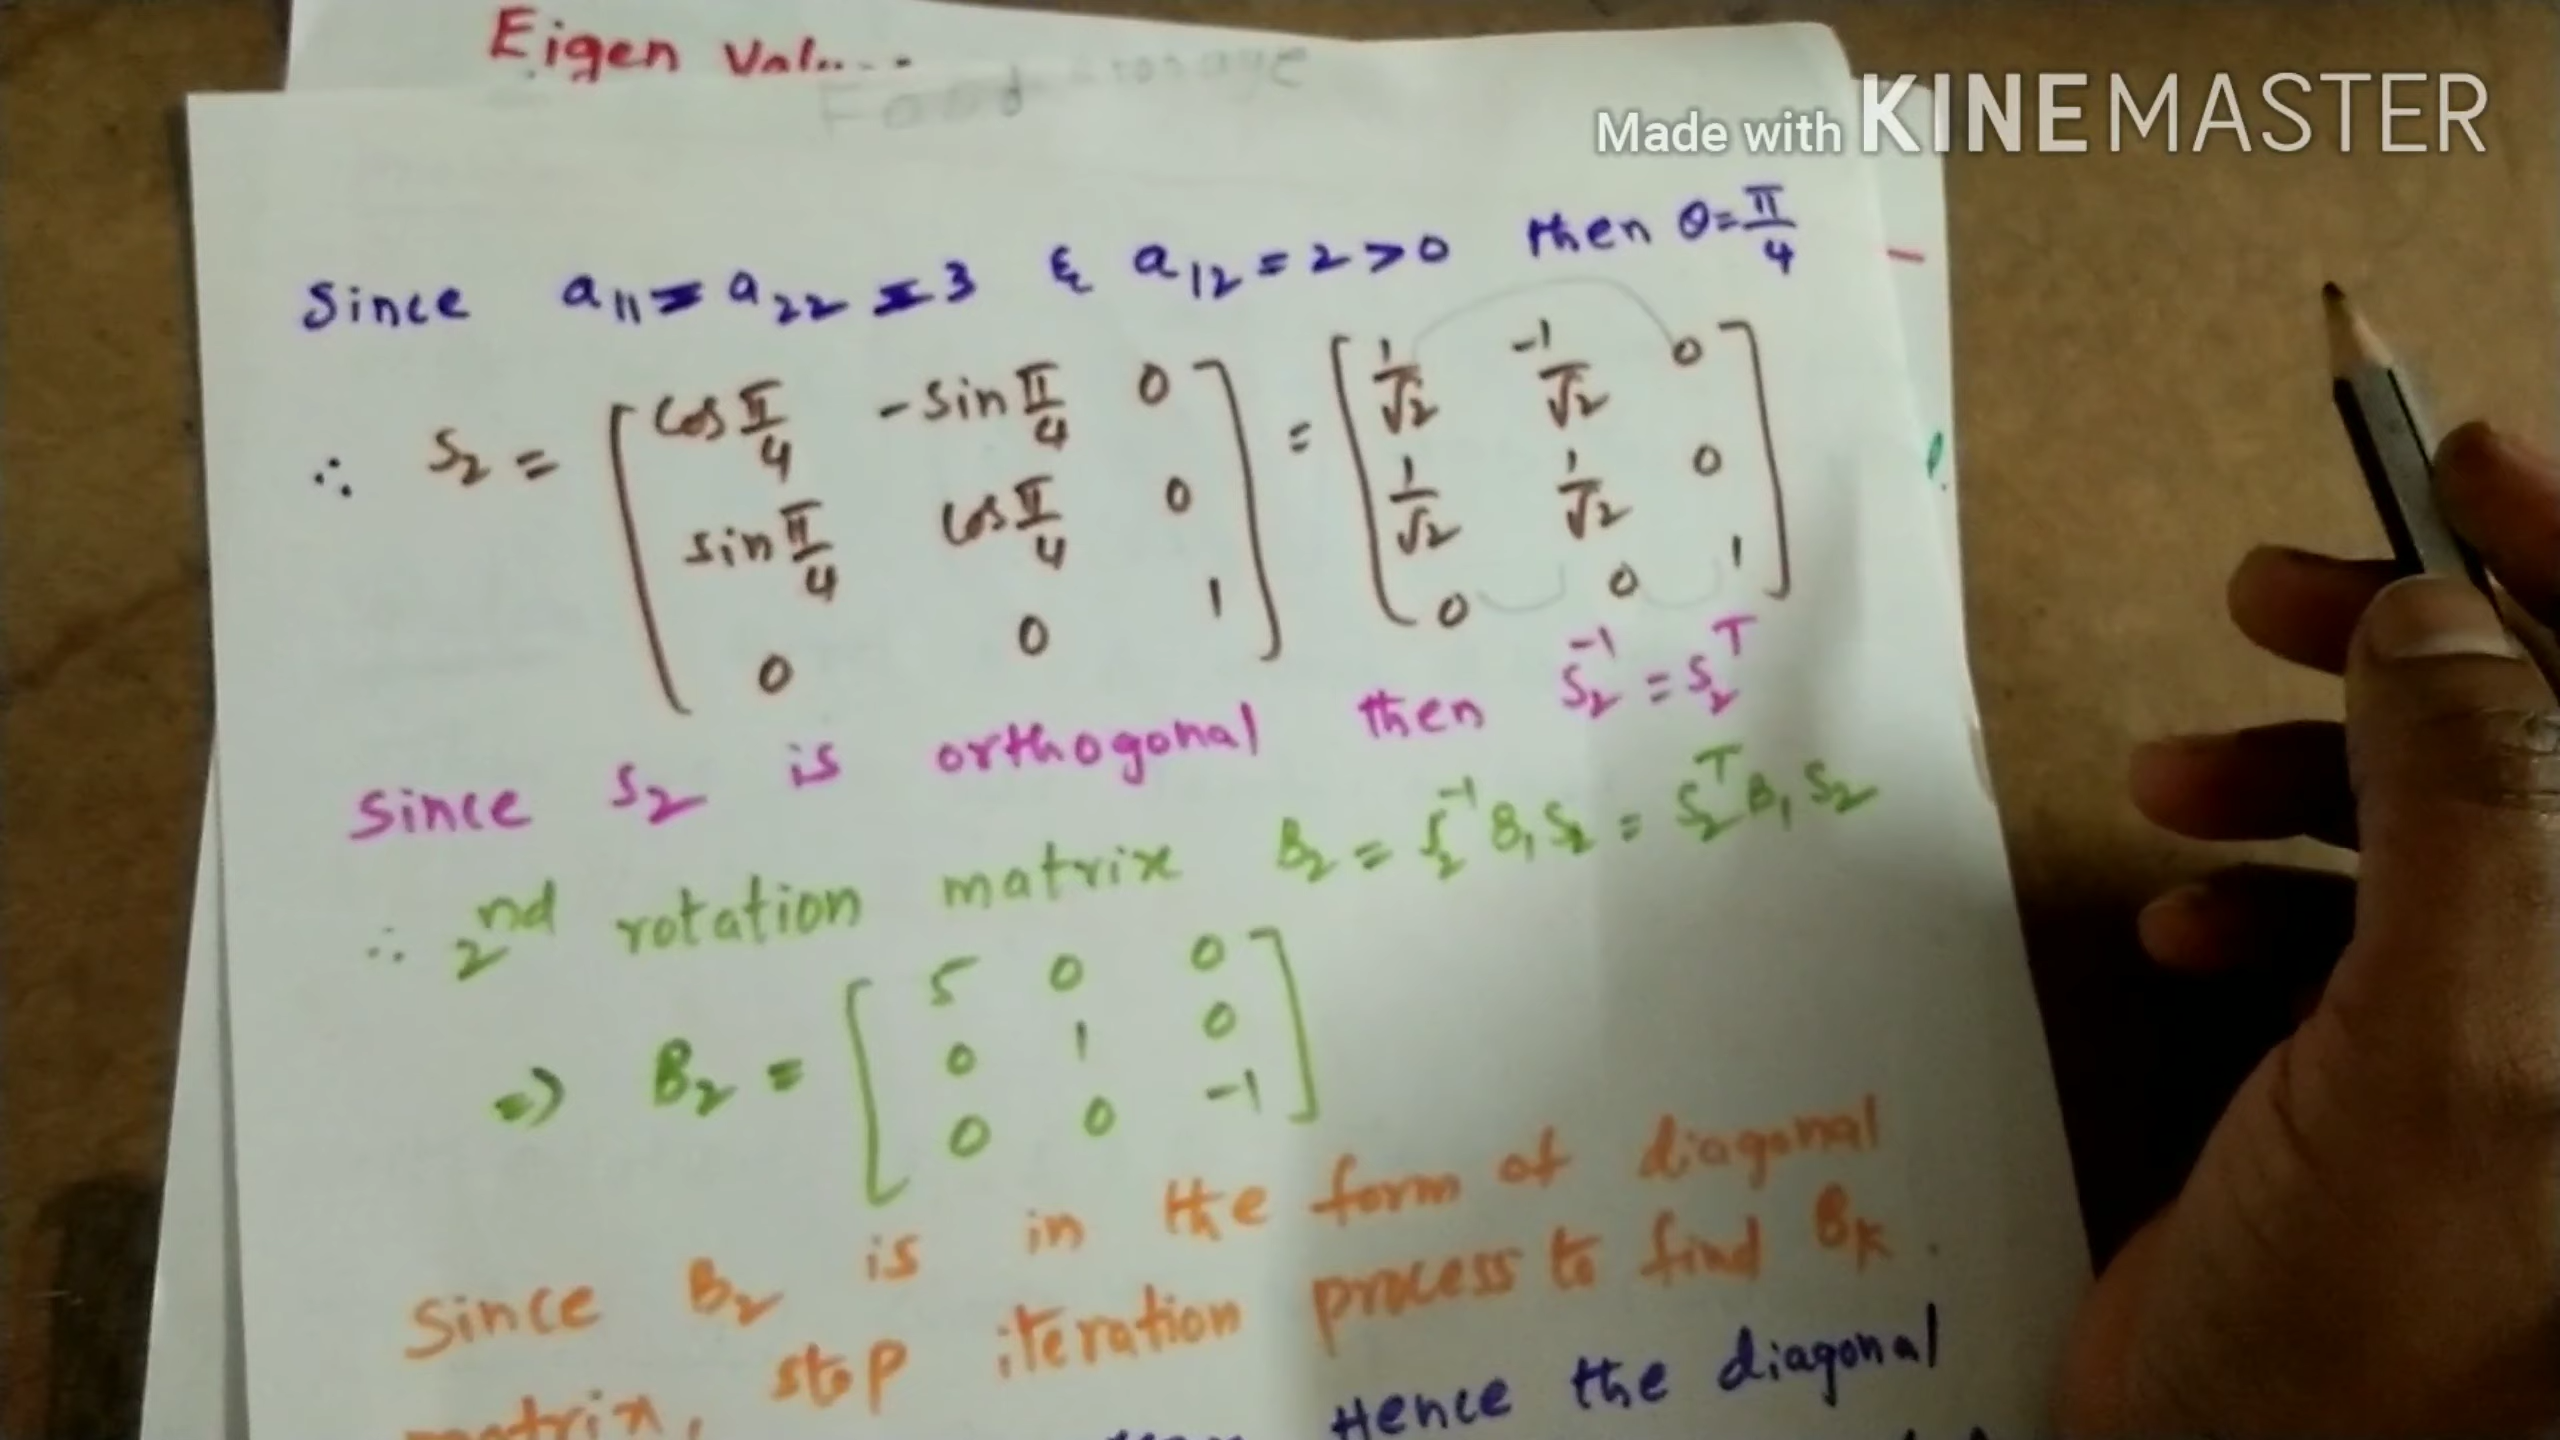 Eigen Val...
Food storage
Made with KINEMASTER
Since a11 = a22 = 3 & a12 = 2 > 0 then θ = π/4
∴ S2 = [ cos π/4 -sin π/4 0 ] = [ 1/√2 -1/√2 0 ]
[ sin π/4 cos π/4 0 ] [ 1/√2 1/√2 0 ]
[ 0 0 1 ] [ 0 0 1 ]
Since S2 is orthogonal then S2^-1 = S2^T
∴ 2nd rotation matrix B2 = S2^-1 B1 S2 = S2^T B1 S2
⇒ B2 = [ 5 0 0 ]
[ 0 1 0 ]
[ 0 0 -1 ]
Since B2 is in the form of diagonal
matrix, stop iteration process to find BK.
Hence the diagonal